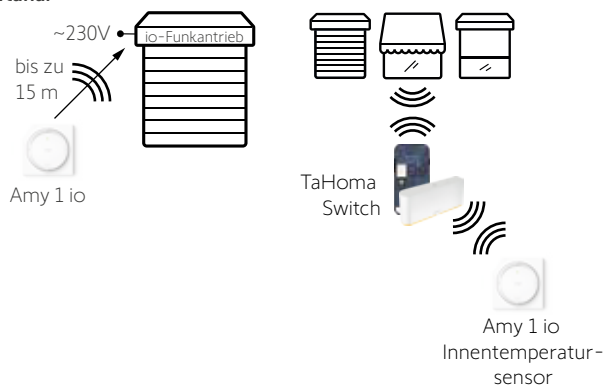 ~230V
io-Funkantrieb
bis zu
15 m
Amy 1 io
TaHoma
Switch
Amy 1 io
Innentemperatur-
sensor